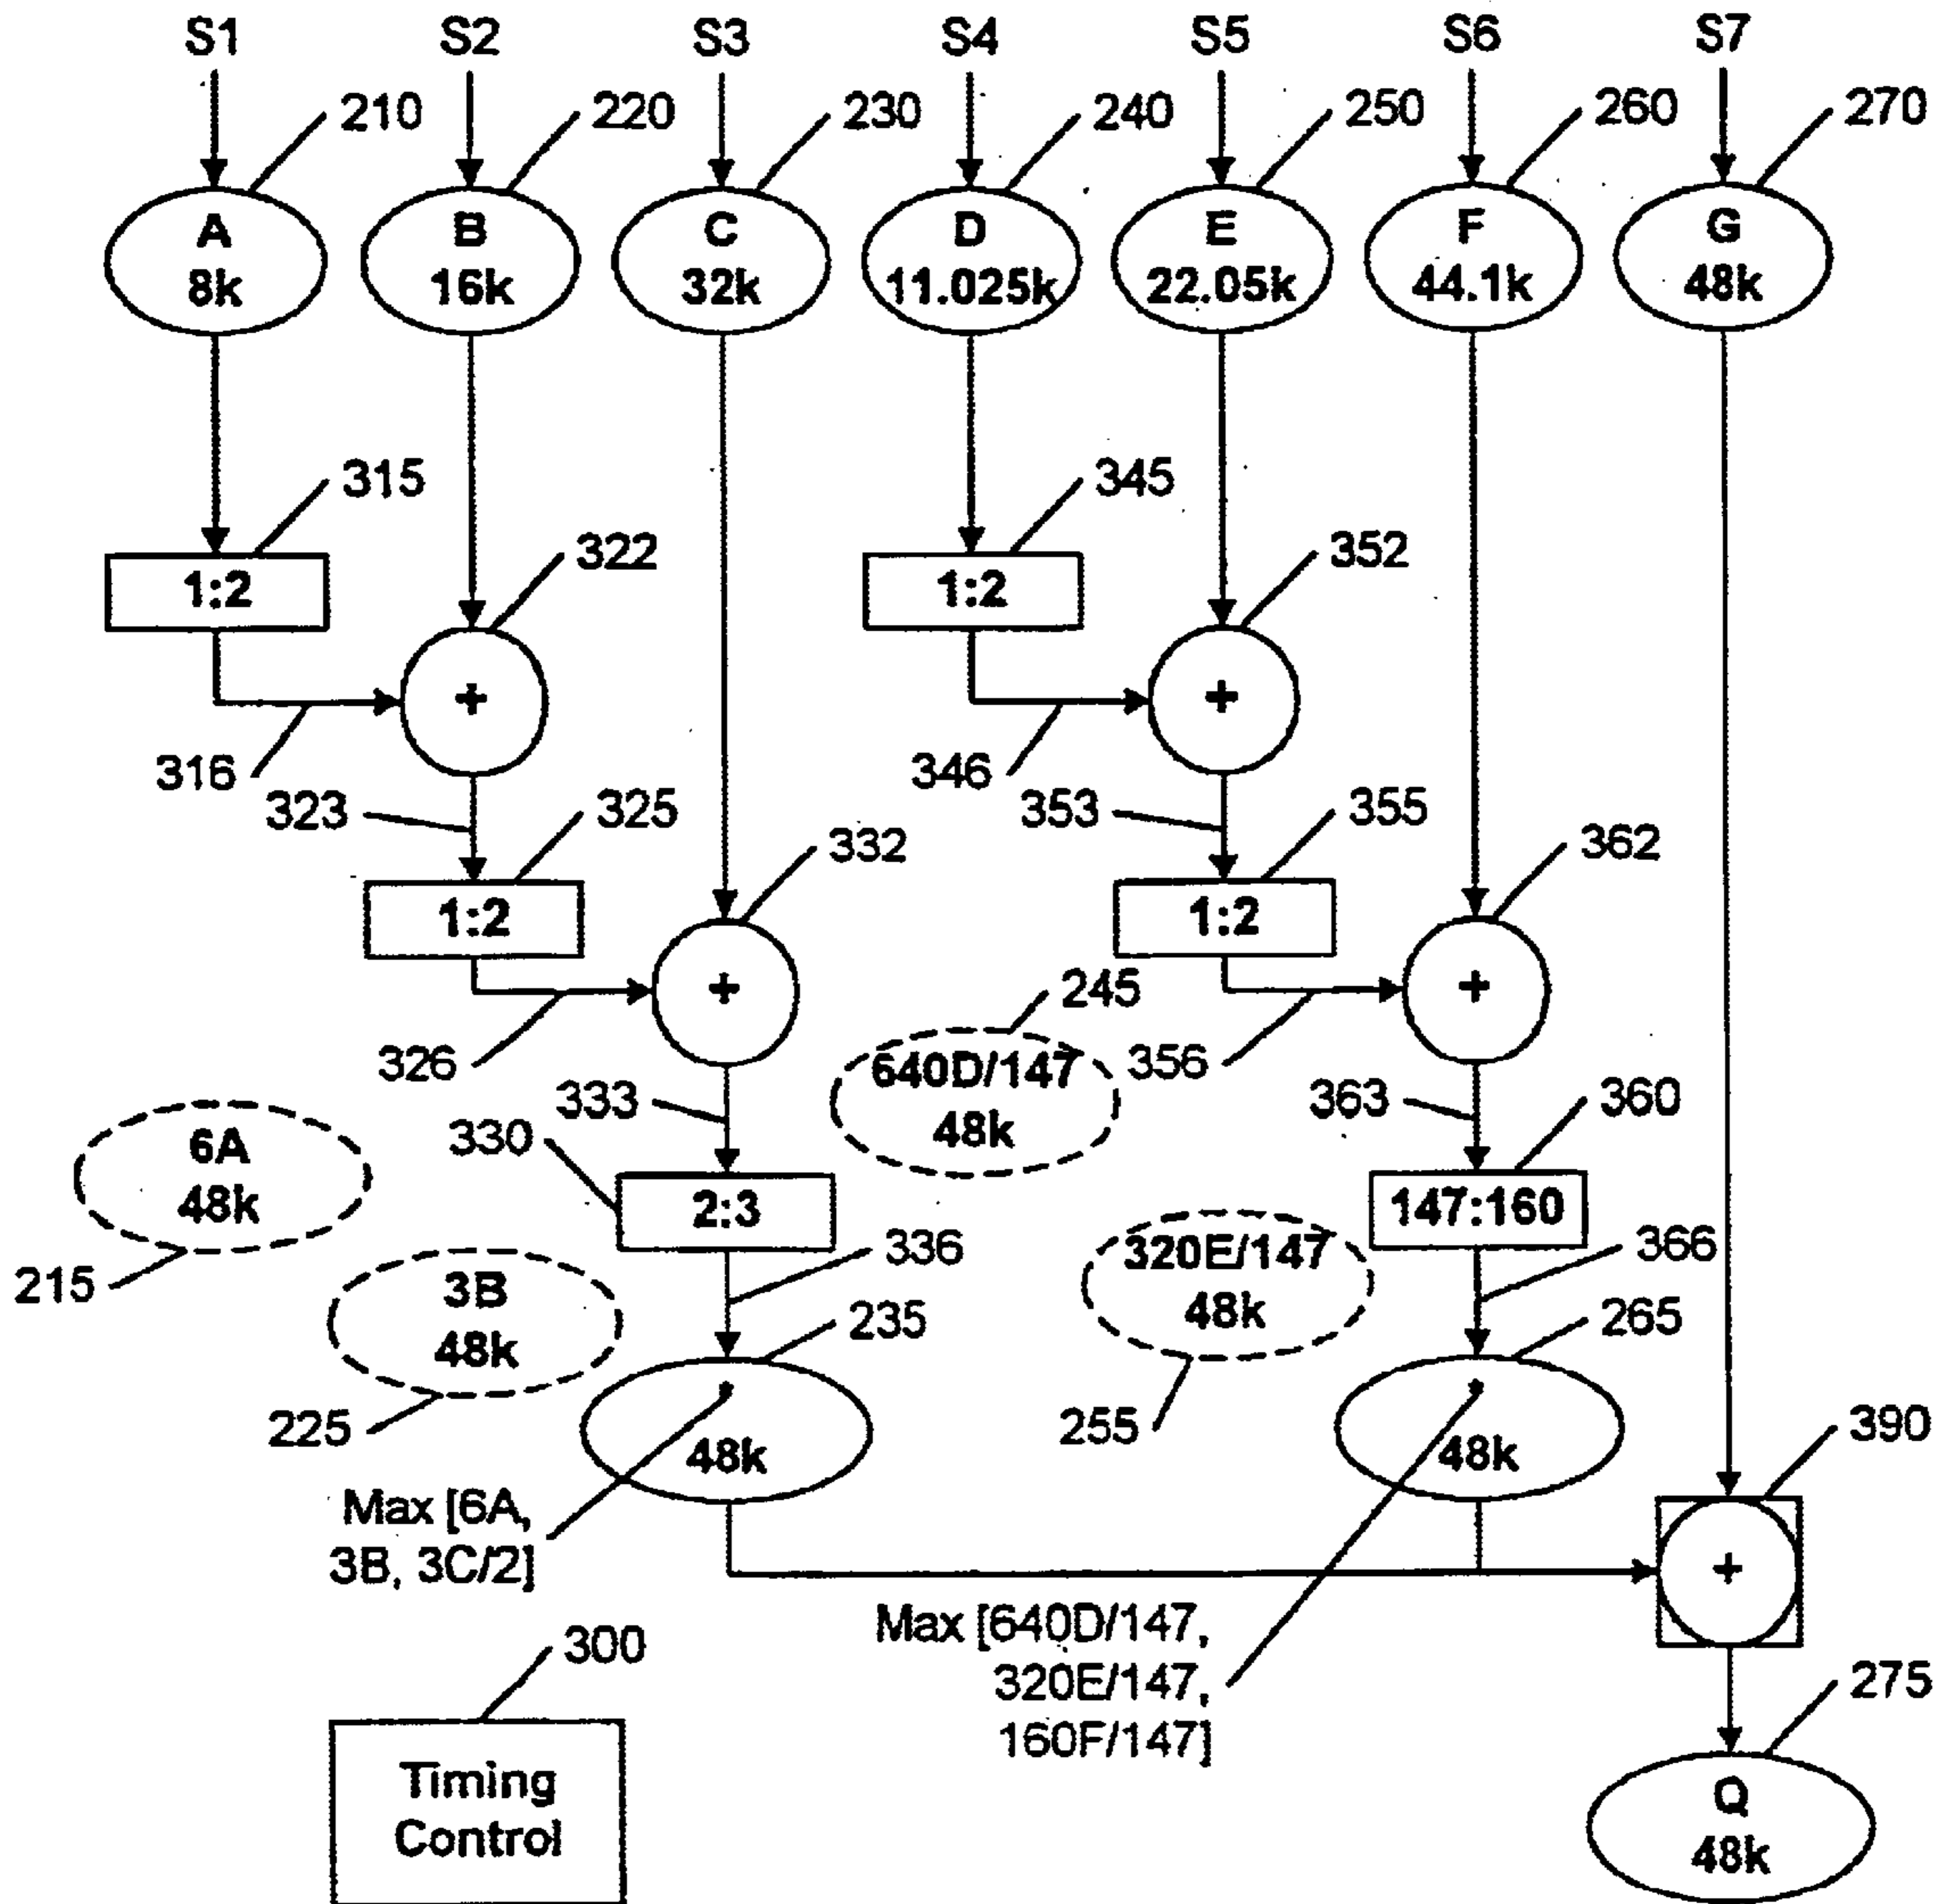 S1 S2 S3 S4 S5 S6 S7
210 220 230 240 250 260 270
A B C D E F G
8k 16k 32k 11.025k 22.05k 44.1k 48k
315 345
322 352
1:2 1:2
+ +
316 346
323 325 353 355
332 362
1:2 1:2
+ +
245
326 356
640D/147
48k
333 363 360
330
6A
48k
2:3 147:160
336 366
215
3B
48k
320E/147
48k
235 265
225 255
48k 48k
390
Max [6A,
3B, 3C/2]
+
Max [640D/147,
320E/147,
160F/147]
300
275
Timing
Control
Q
48k